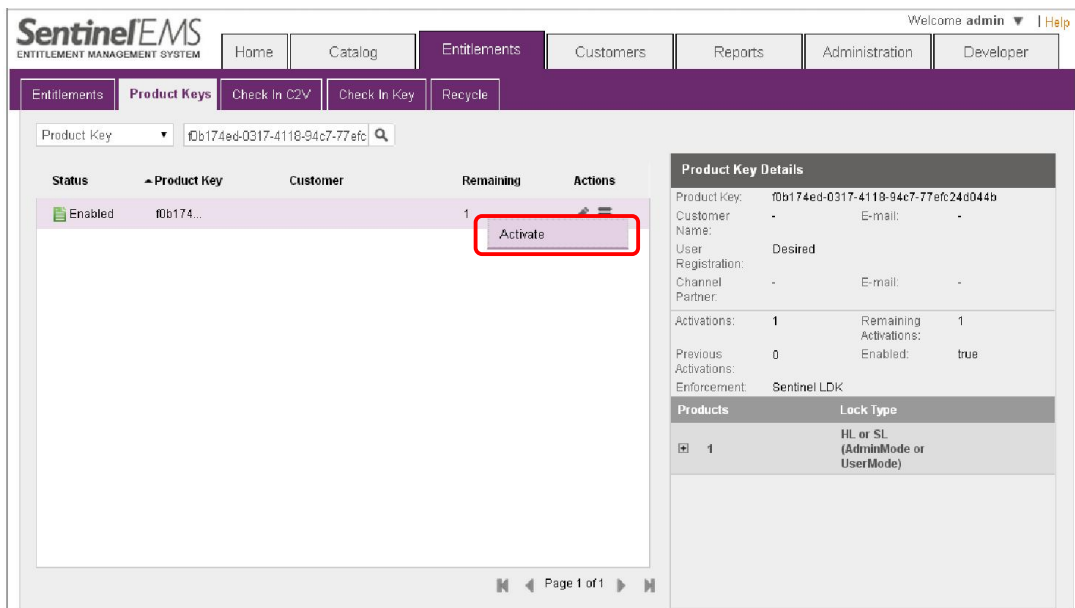 Welcome admin ▼ | Help
Sentinel EMS
ENTITLEMENT MANAGEMENT SYSTEM
Home Catalog Entitlements Customers Reports Administration Developer
Entitlements Product Keys Check In C2V Check In Key Recycle
Product Key f0b174ed-0317-4118-94c7-77efc
Status Product Key Customer Remaining Actions
Enabled f0b174... 1
Activate
Page 1 of 1
Product Key Details
Product Key: f0b174ed-0317-4118-94c7-77efc24d044b
Customer Name: - E-mail: -
User Registration: Desired
Channel Partner: - E-mail: -
Activations: 1 Remaining Activations: 1
Previous Activations: 0 Enabled: true
Enforcement: Sentinel LDK
Products Lock Type
1 HL or SL (AdminMode or UserMode)